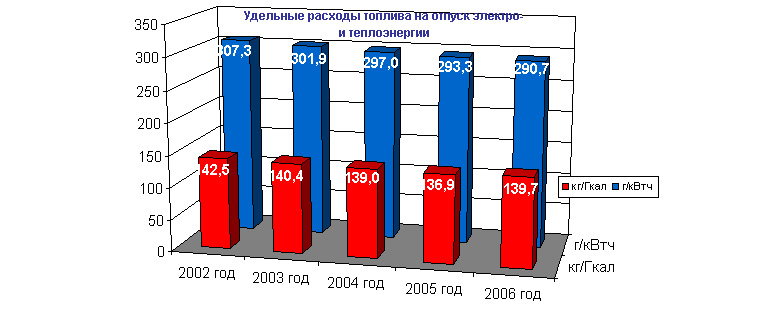 Удельные расходы топлива на отпуск электро-
и теплоэнергии
350
300
250
200
150
100
50
0
307,3
301,9
297,0
293,3
290,7
142,5
140,4
139,0
136,9
139,7
кг/Гкал г/кВтч
г/кВтч
кг/Гкал
2002 год
2003 год
2004 год
2005 год
2006 год